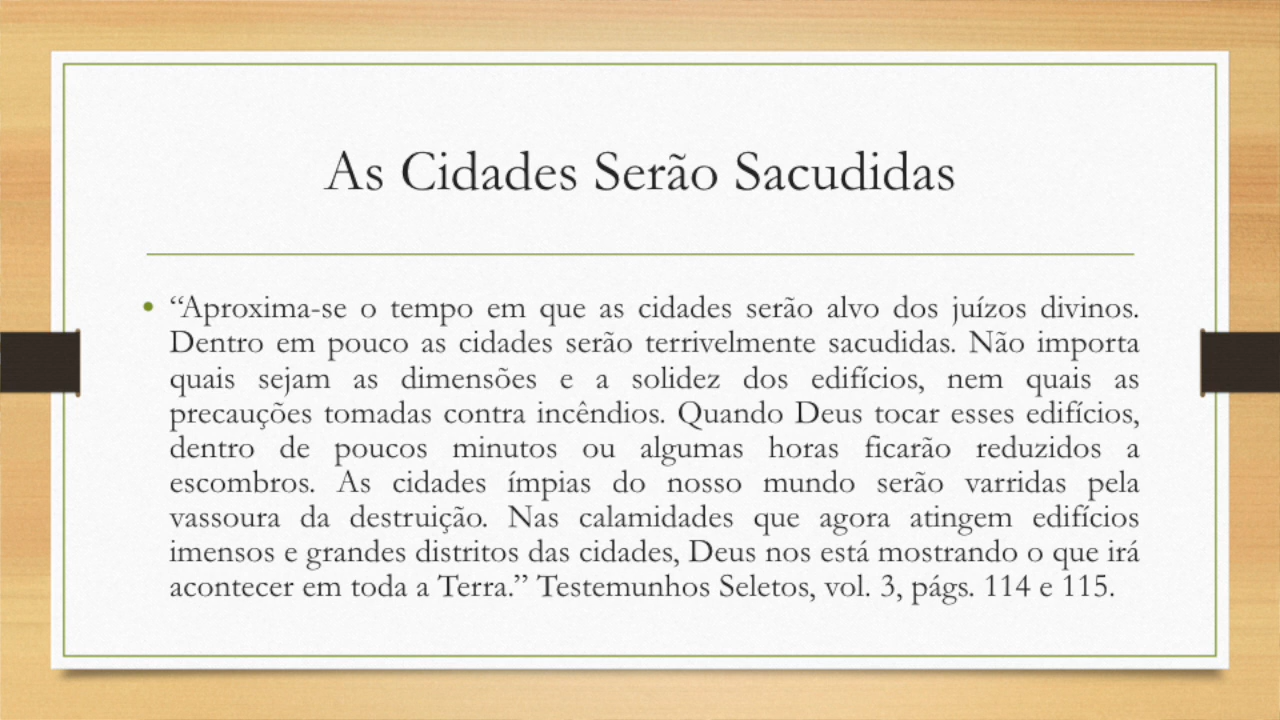 As Cidades Serão Sacudidas
• “Aproxima-se o tempo em que as cidades serão alvo dos juízos divinos.
Dentro em pouco as cidades serão terrivelmente sacudidas. Não importa
quais sejam as dimensões e a solidez dos edifícios, nem quais as
precauções tomadas contra incêndios. Quando Deus tocar esses edifícios,
dentro de poucos minutos ou algumas horas ficarão reduzidos a
escombros. As cidades ímpias do nosso mundo serão varridas pela
vassoura da destruição. Nas calamidades que agora atingem edifícios
imensos e grandes distritos das cidades, Deus nos está mostrando o que irá
acontecer em toda a Terra.” Testemunhos Seletos, vol. 3, págs. 114 e 115.